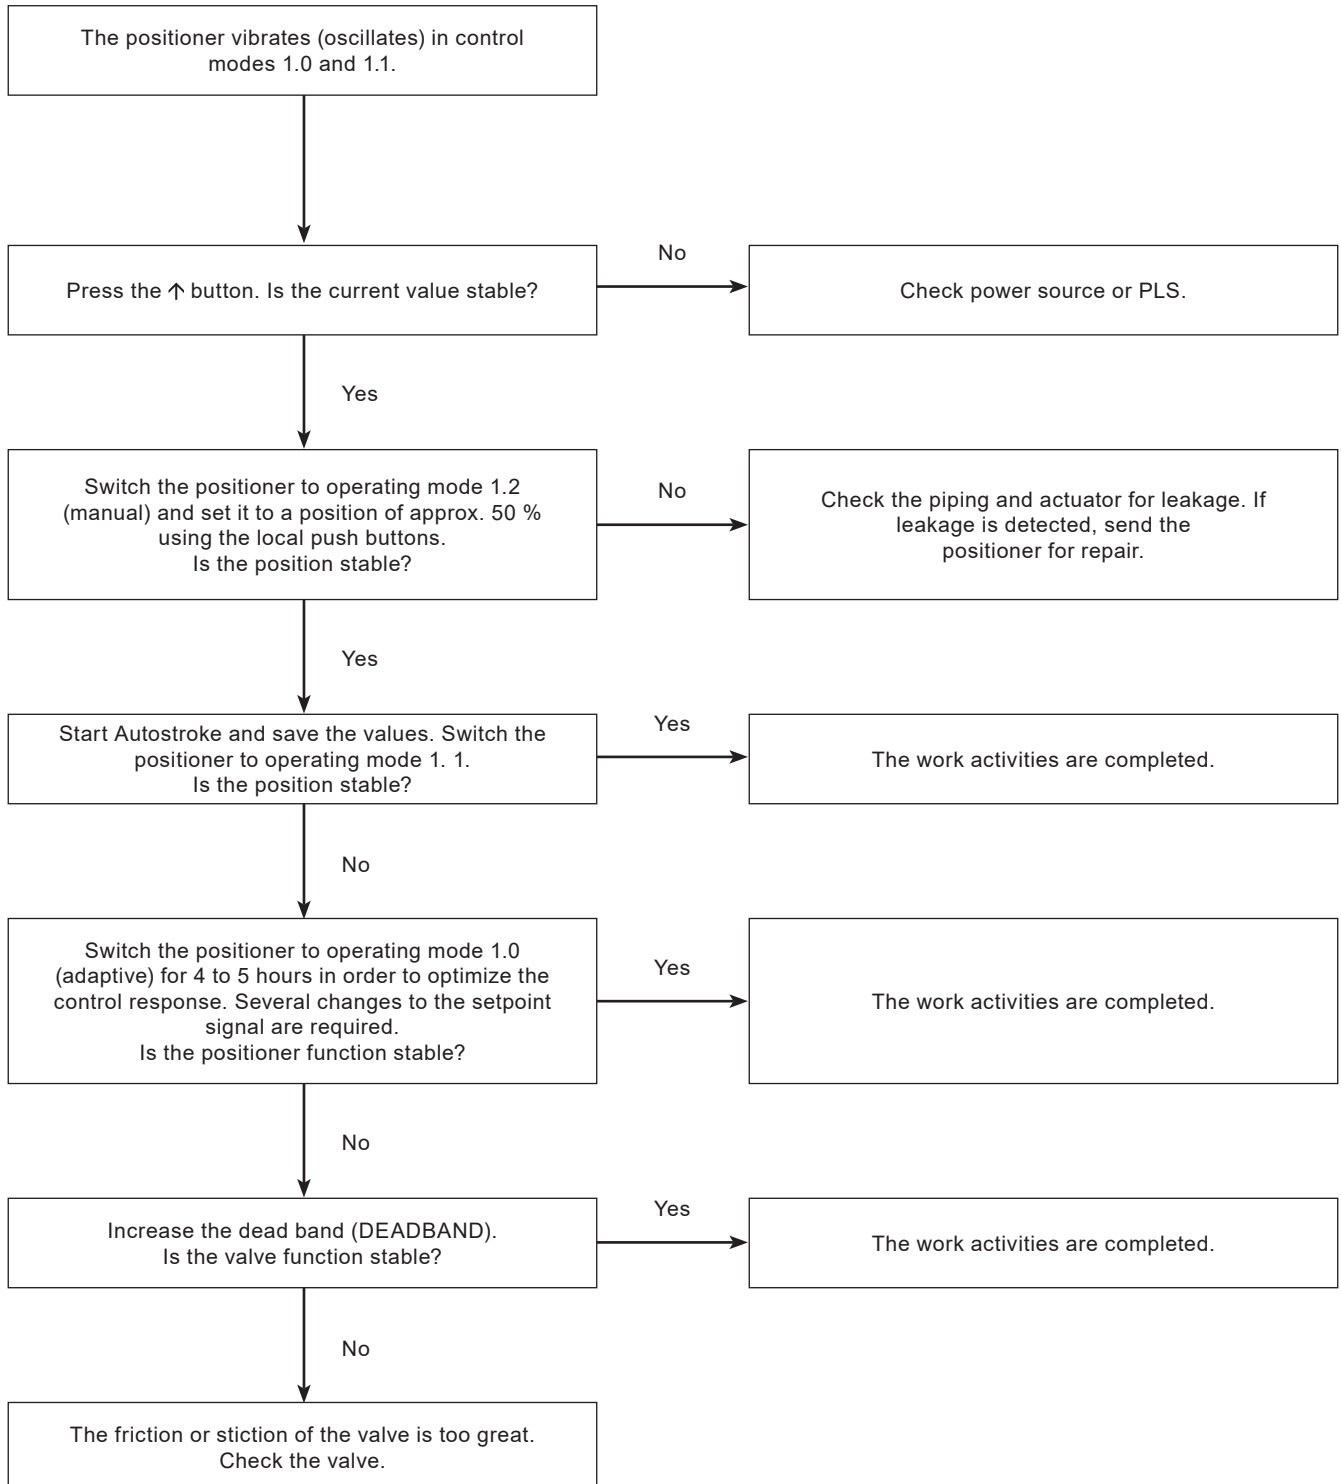 The positioner vibrates (oscillates) in control
modes 1.0 and 1.1.
Press the ↑ button. Is the current value stable?
No
Check power source or PLS.
Yes
Switch the positioner to operating mode 1.2
(manual) and set it to a position of approx. 50 %
using the local push buttons.
Is the position stable?
No
Check the piping and actuator for leakage. If
leakage is detected, send the
positioner for repair.
Yes
Start Autostroke and save the values. Switch the
positioner to operating mode 1. 1.
Is the position stable?
Yes
The work activities are completed.
No
Switch the positioner to operating mode 1.0
(adaptive) for 4 to 5 hours in order to optimize the
control response. Several changes to the setpoint
signal are required.
Is the positioner function stable?
Yes
The work activities are completed.
No
Increase the dead band (DEADBAND).
Is the valve function stable?
Yes
The work activities are completed.
No
The friction or stiction of the valve is too great.
Check the valve.